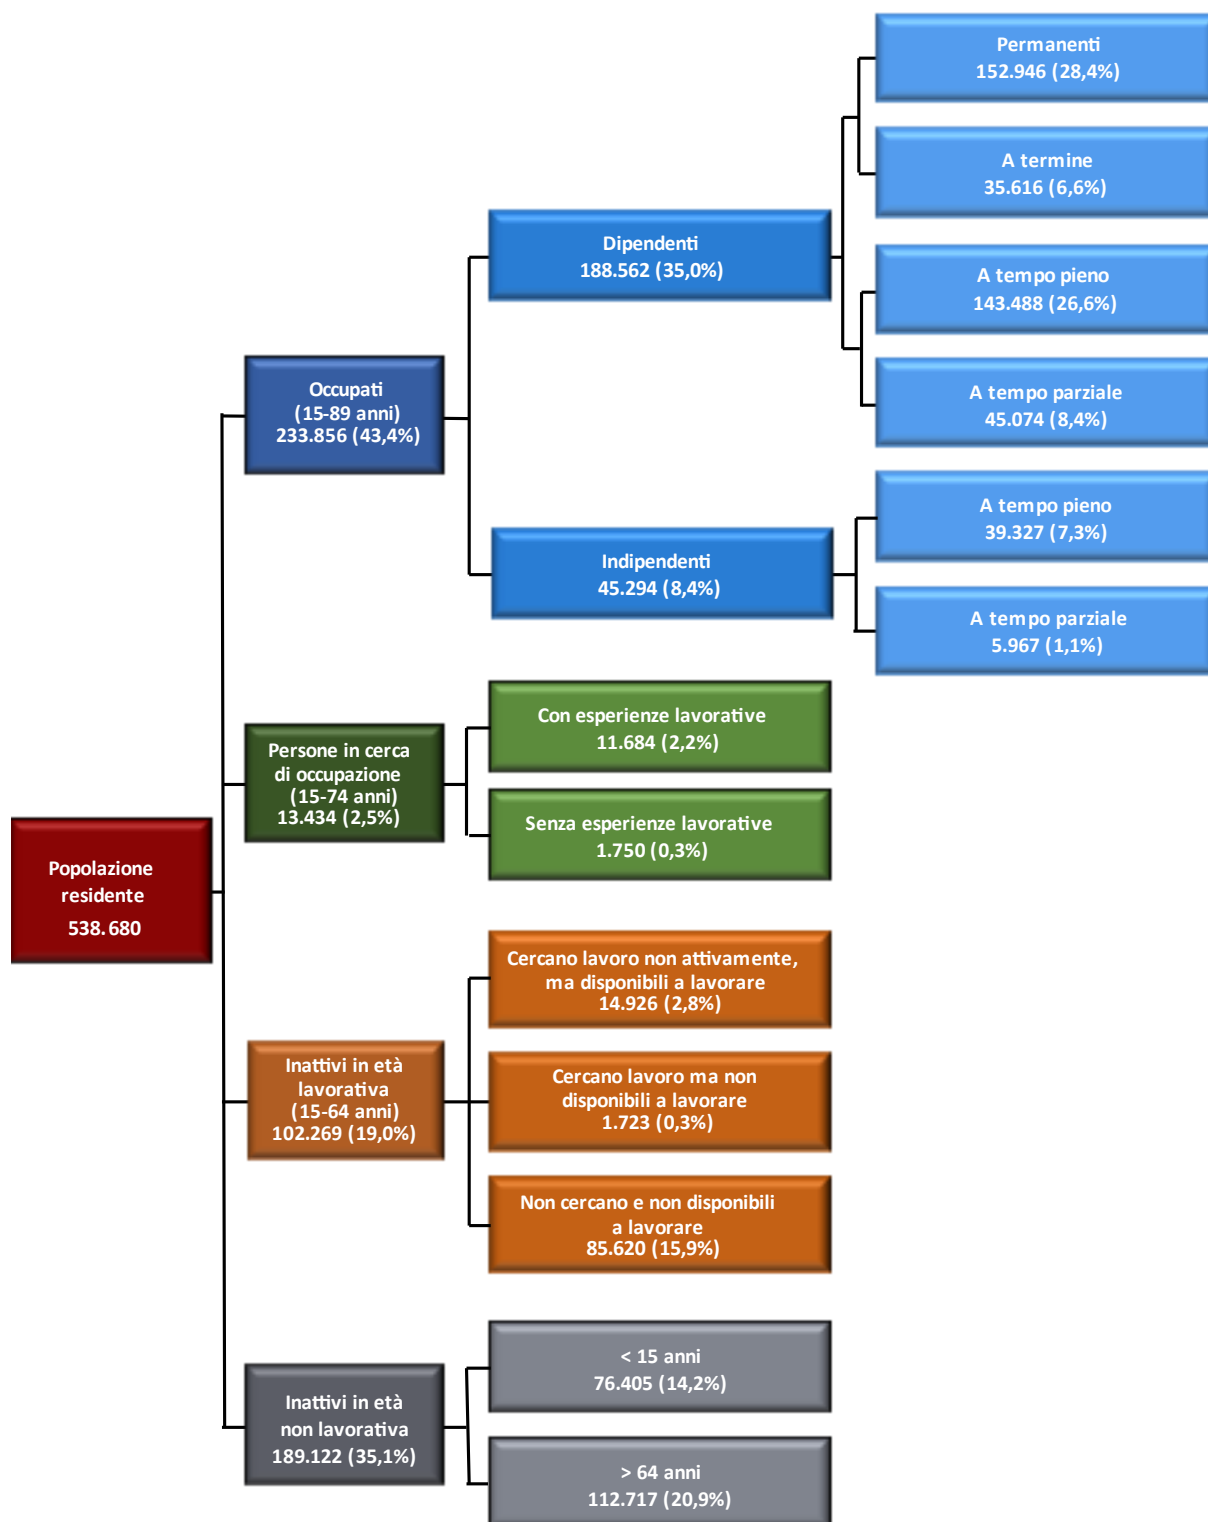 Permanenti
152.946 (28,4%)
A termine
35.616 (6,6%)
Dipendenti
188.562 (35,0%)
A tempo pieno
143.488 (26,6%)
A tempo parziale
45.074 (8,4%)
Occupati
(15-89 anni)
233.856 (43,4%)
A tempo pieno
39.327 (7,3%)
Indipendenti
45.294 (8,4%)
A tempo parziale
5.967 (1,1%)
Con esperienze lavorative
11.684 (2,2%)
Persone in cerca
di occupazione
(15-74 anni)
13.434 (2,5%)
Senza esperienze lavorative
1.750 (0,3%)
Popolazione
residente
538.680
Cercano lavoro non attivamente,
ma disponibili a lavorare
14.926 (2,8%)
Inattivi in età
lavorativa
(15-64 anni)
102.269 (19,0%)
Cercano lavoro ma non
disponibili a lavorare
1.723 (0,3%)
Non cercano e non disponibili
a lavorare
85.620 (15,9%)
< 15 anni
76.405 (14,2%)
Inattivi in età
non lavorativa
189.122 (35,1%)
> 64 anni
112.717 (20,9%)